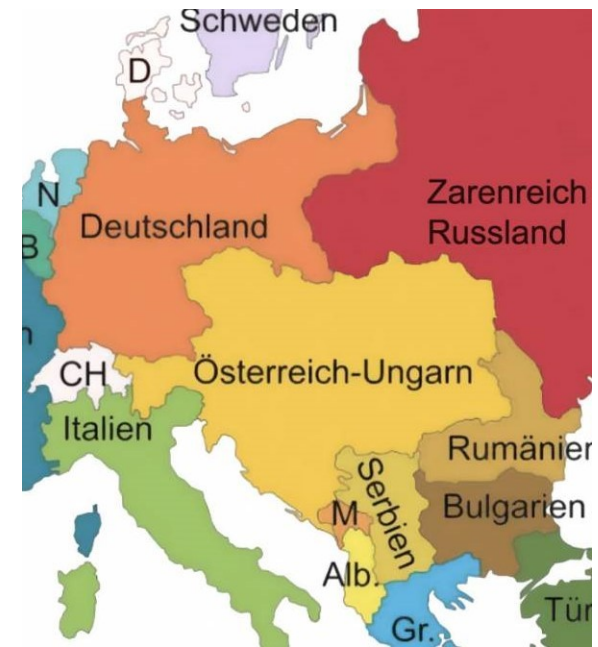 Schweden
D
N
Zarenreich
Russland
Deutschland
B
n
CH
Österreich-Ungarn
Italien
Rumänien
Serbien
Bulgarien
M
Alb.
Tür
Gr.